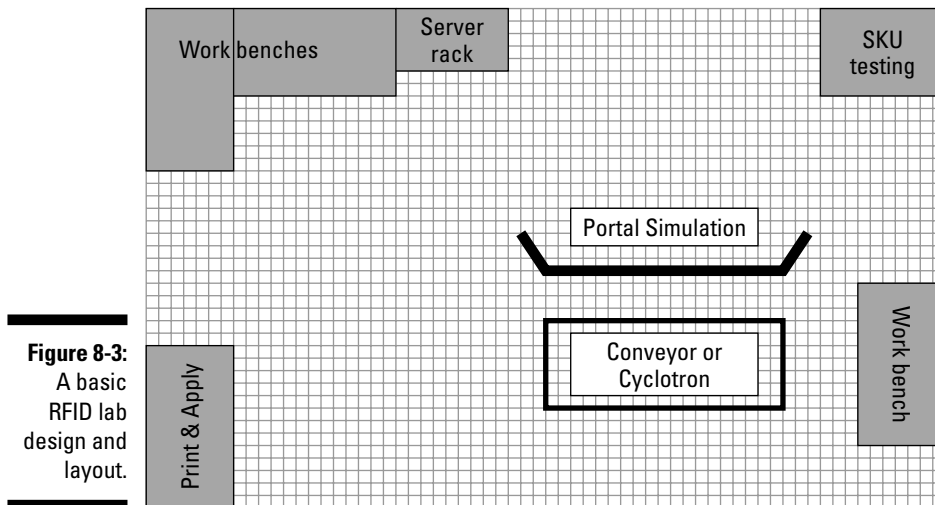 Work benches
Server
rack
SKU
testing
Portal Simulation
Conveyor or
Cyclotron
Work bench
Print & Apply
Figure 8-3:
A basic
RFID lab
design and
layout.